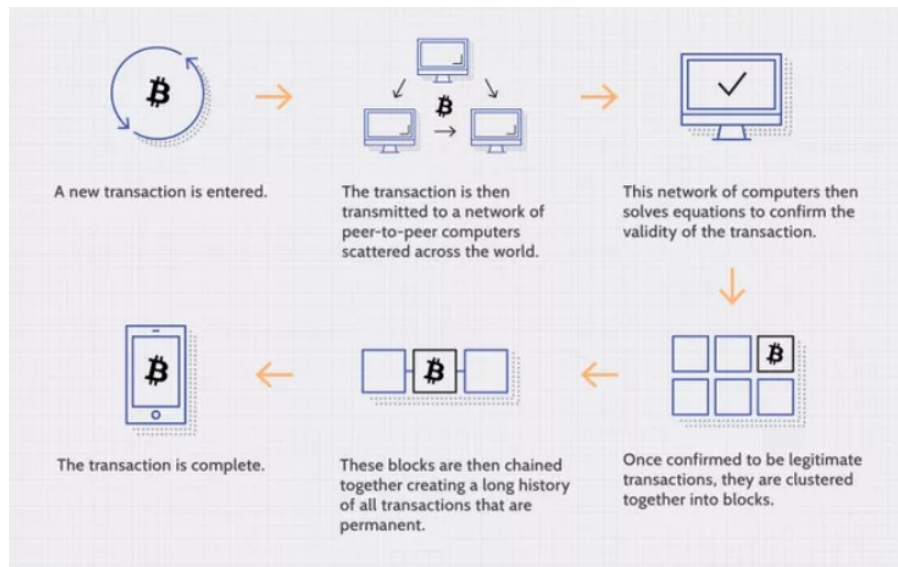 A new transaction is entered.
The transaction is then
transmitted to a network of
peer-to-peer computers
scattered across the world.
This network of computers then
solves equations to confirm the
validity of the transaction.
Once confirmed to be legitimate
transactions, they are clustered
together into blocks.
These blocks are then chained
together creating a long history
of all transactions that are
permanent.
The transaction is complete.